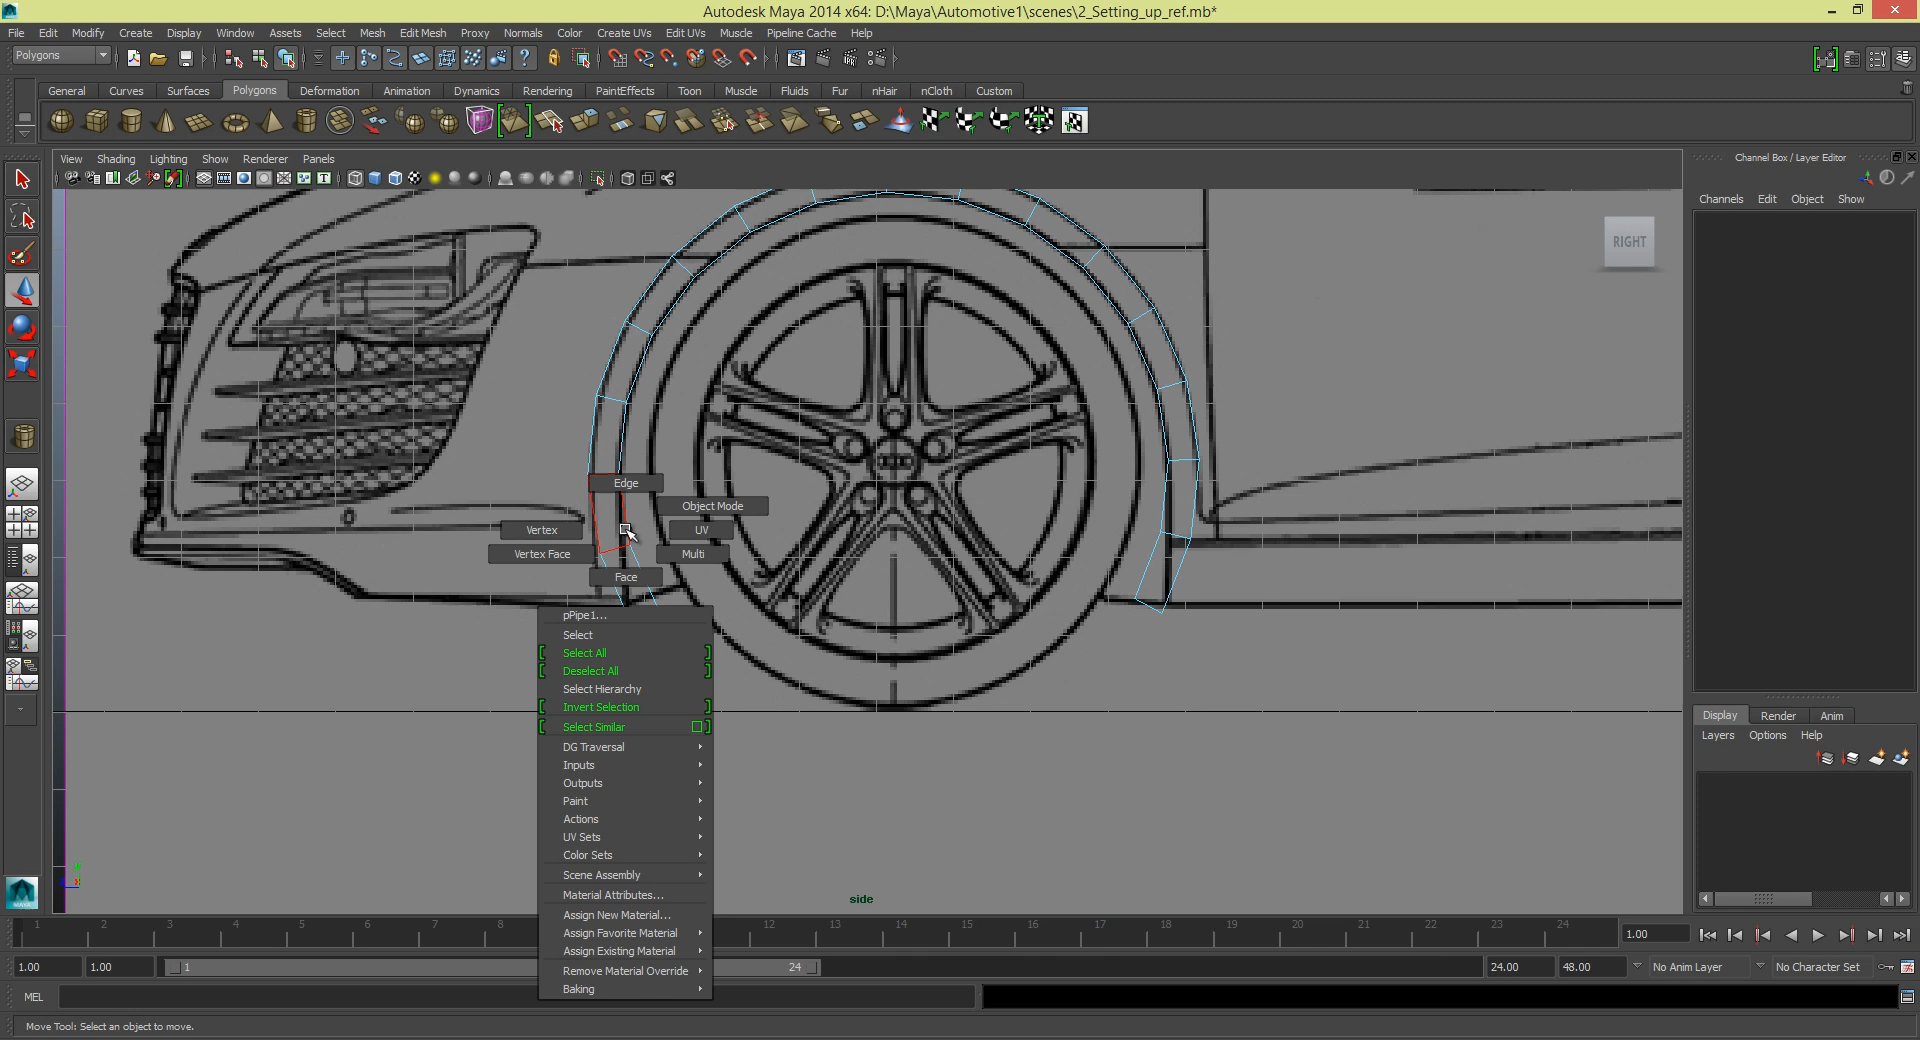 Autodesk Maya 2014 x64: D:\Maya\Automotive1\scenes\2_Setting_up_ref.mb*
File Edit Modify Create Display Window Assets Select Mesh Edit Mesh Proxy Normals Color Create UVs Edit UVs Muscle Pipeline Cache Help
Polygons
General Curves Surfaces Polygons Deformation Animation Dynamics Rendering PaintEffects Toon Muscle Fluids Fur nHair nCloth Custom
View Shading Lighting Show Renderer Panels
Channel Box / Layer Editor
Channels Edit Object Show
RIGHT
Edge
Object Mode
Vertex
UV
Vertex Face
Multi
Face
pPipe1...
Select
Select All
Deselect All
Select Hierarchy
Invert Selection
Select Similar
DG Traversal
Inputs
Outputs
Paint
Actions
UV Sets
Color Sets
Scene Assembly
Material Attributes...
Assign New Material...
Assign Favorite Material
Assign Existing Material
Remove Material Override
Baking
Display Render Anim
Layers Options Help
side
1 2 3 4 5 6 7 8 12 13 14 15 16 17 18 19 20 21 22 23 24
1.00
1.00 1.00 1 24 24.00 48.00 No Anim Layer No Character Set
MEL
Move Tool: Select an object to move.